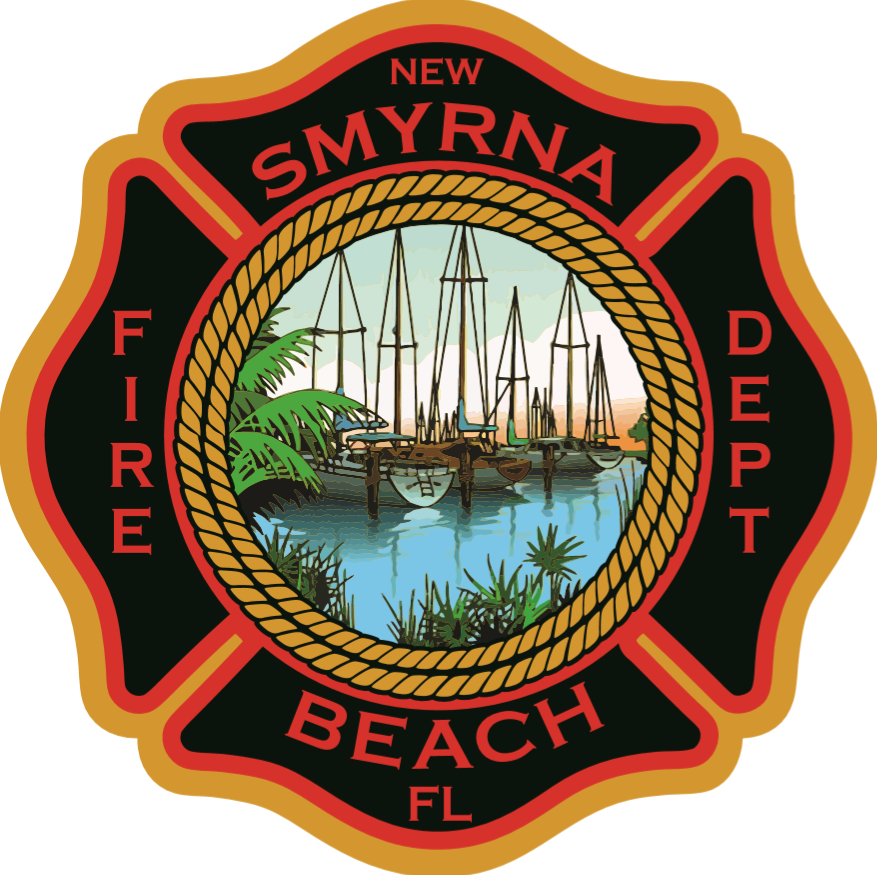 NEW
SMYRNA
FIRE
DEPT
BEACH
FL